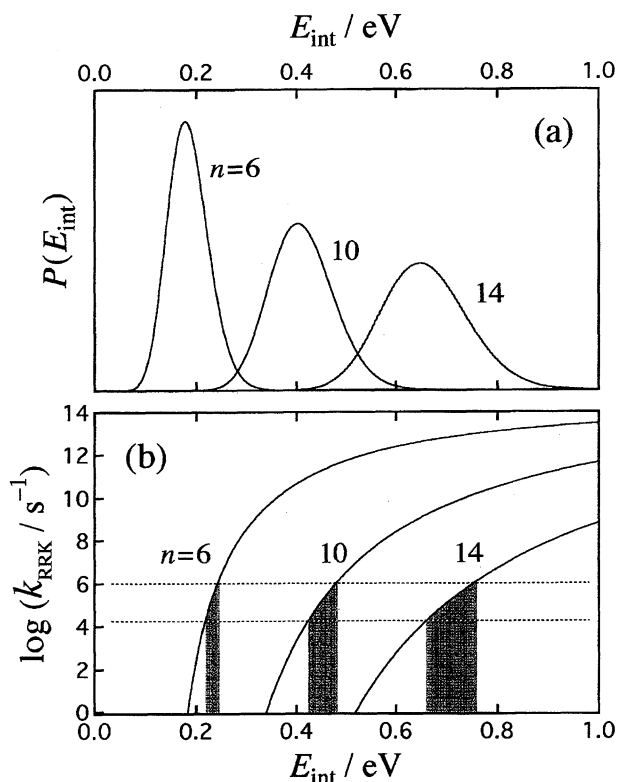 E_int / eV
0.0 0.2 0.4 0.6 0.8 1.0
(a)
n=6
10
14
P(E_int)
14
12
10
8
6
4
2
0
(b)
n=6 10 14
log (k_RRK / s⁻¹)
0.0 0.2 0.4 0.6 0.8 1.0
E_int / eV